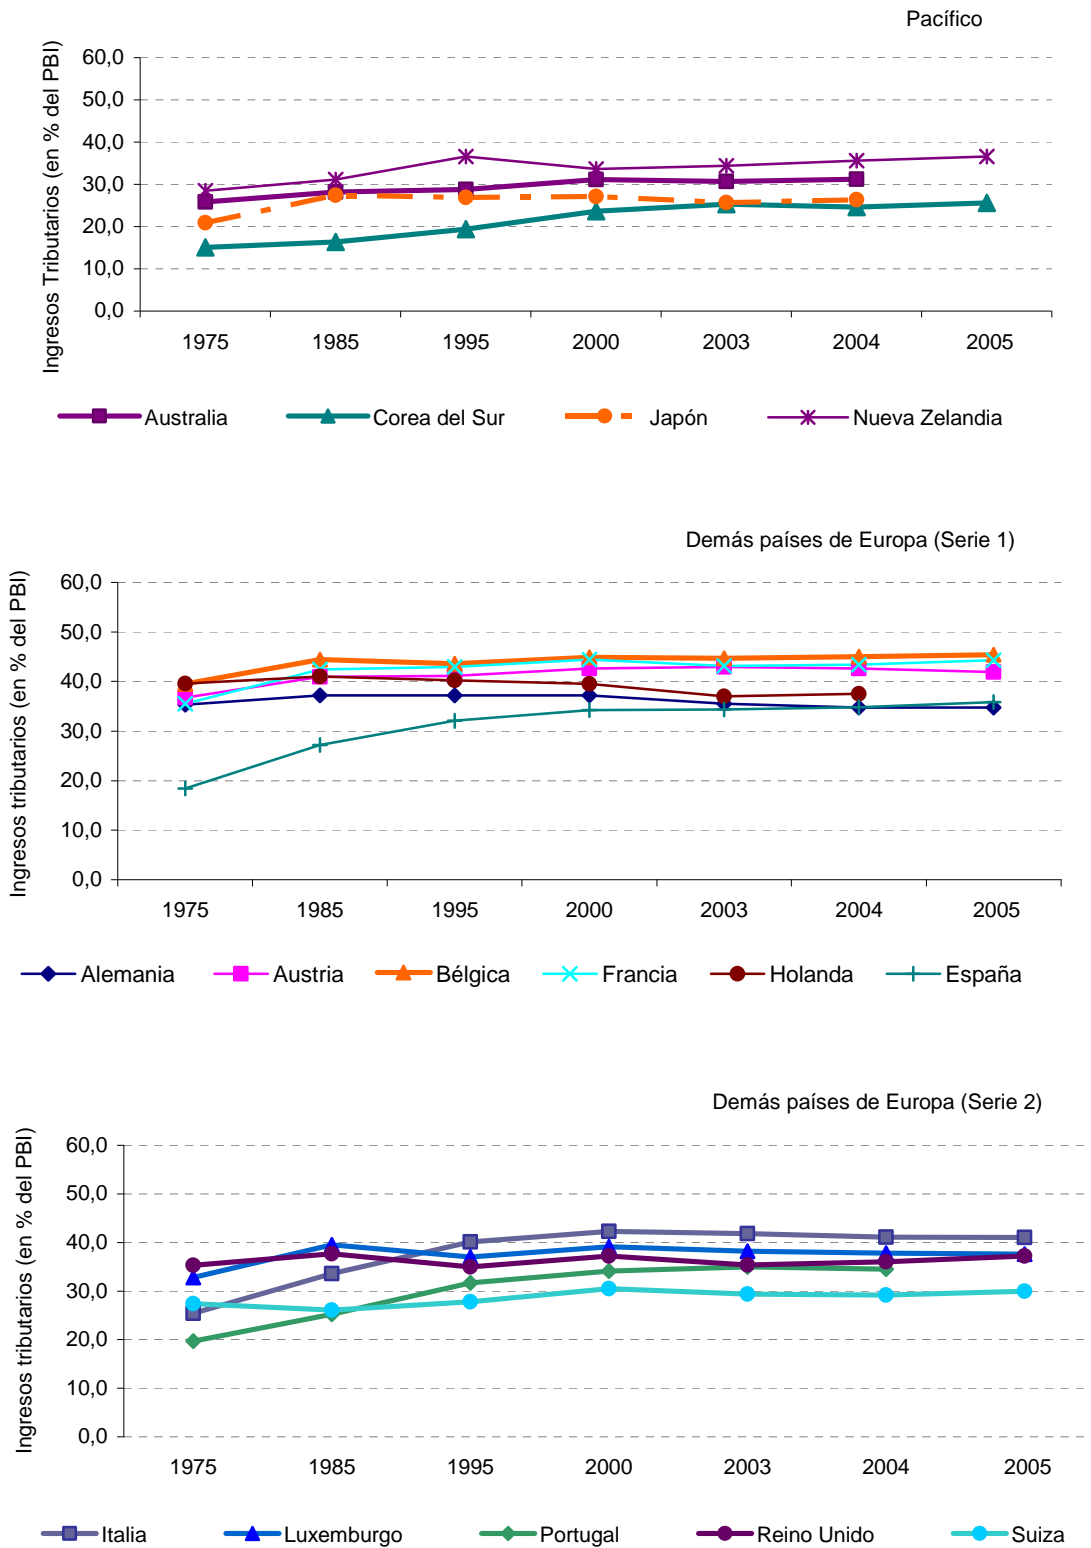 Pacífico
Ingresos Tributarios (en % del PBI)
60,0
50,0
40,0
30,0
20,0
10,0
0,0
1975 1985 1995 2000 2003 2004 2005
Australia Corea del Sur Japón Nueva Zelandia
Demás países de Europa (Serie 1)
Ingresos tributarios (en % del PBI)
60,0
50,0
40,0
30,0
20,0
10,0
0,0
1975 1985 1995 2000 2003 2004 2005
Alemania Austria Bélgica Francia Holanda España
Demás países de Europa (Serie 2)
Ingresos tributarios (en % del PBI)
60,0
50,0
40,0
30,0
20,0
10,0
0,0
1975 1985 1995 2000 2003 2004 2005
Italia Luxemburgo Portugal Reino Unido Suiza